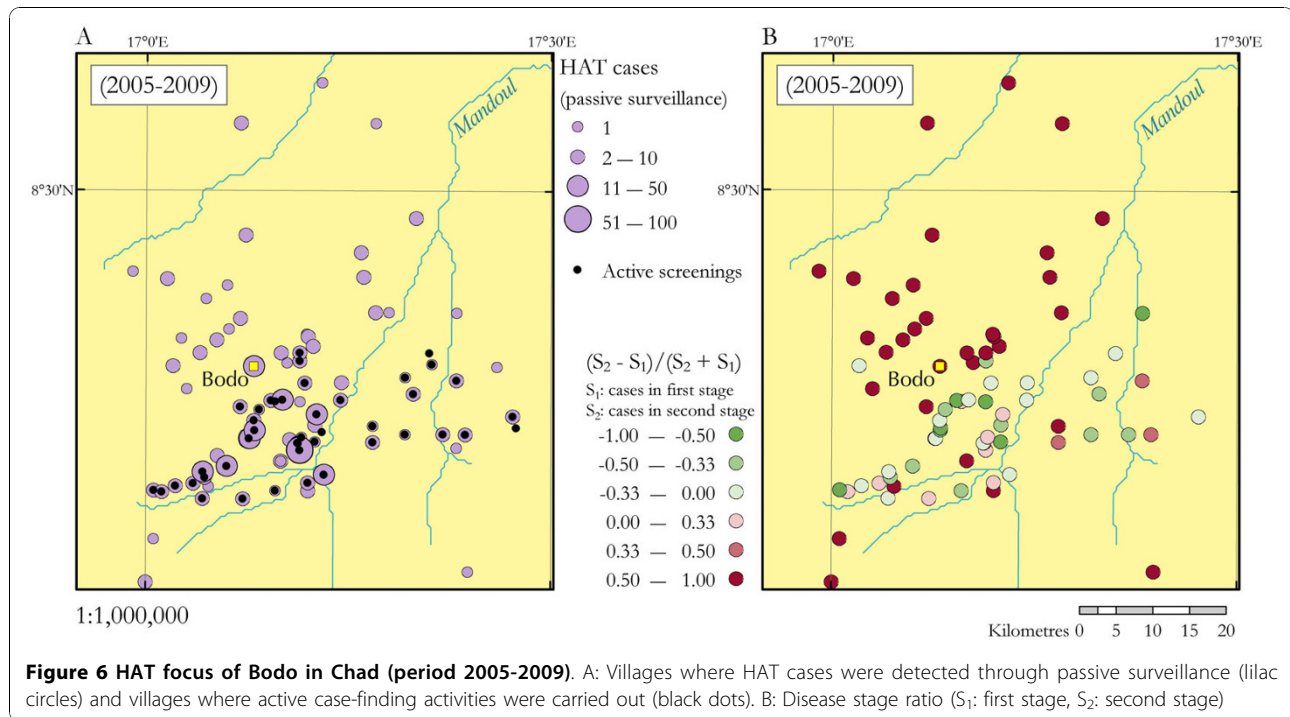 A
17°0'E
17°30'E
(2005-2009)
Mandoul
8°30'N
Bodo
1:1,000,000
HAT cases
(passive surveillance)
1
2 — 10
11 — 50
51 — 100
Active screenings
(S₂ - S₁)/(S₂ + S₁)
S₁: cases in first stage
S₂: cases in second stage
-1.00 — -0.50
-0.50 — -0.33
-0.33 — 0.00
0.00 — 0.33
0.33 — 0.50
0.50 — 1.00
B
17°0'E
17°30'E
(2005-2009)
Mandoul
8°30'N
Bodo
Kilometres 0 5 10 15 20
Figure 6 HAT focus of Bodo in Chad (period 2005-2009). A: Villages where HAT cases were detected through passive surveillance (lilac
circles) and villages where active case-finding activities were carried out (black dots). B: Disease stage ratio (S₁: first stage, S₂: second stage)